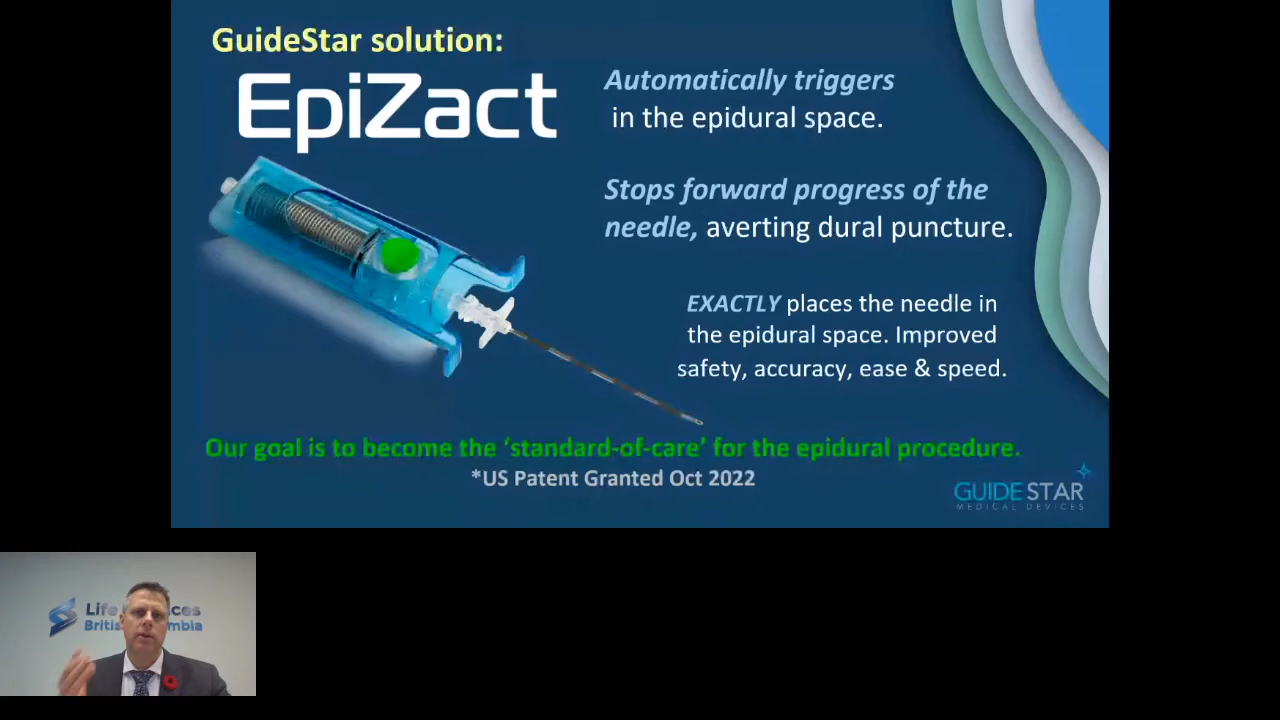 GuideStar solution:
EpiZact
Automatically triggers
in the epidural space.
Stops forward progress of the
needle, averting dural puncture.
EXACTLY places the needle in
the epidural space. Improved
safety, accuracy, ease & speed.
Our goal is to become the ‘standard-of-care’ for the epidural procedure.
*US Patent Granted Oct 2022
GUIDE STAR
MEDICAL DEVICES
Life